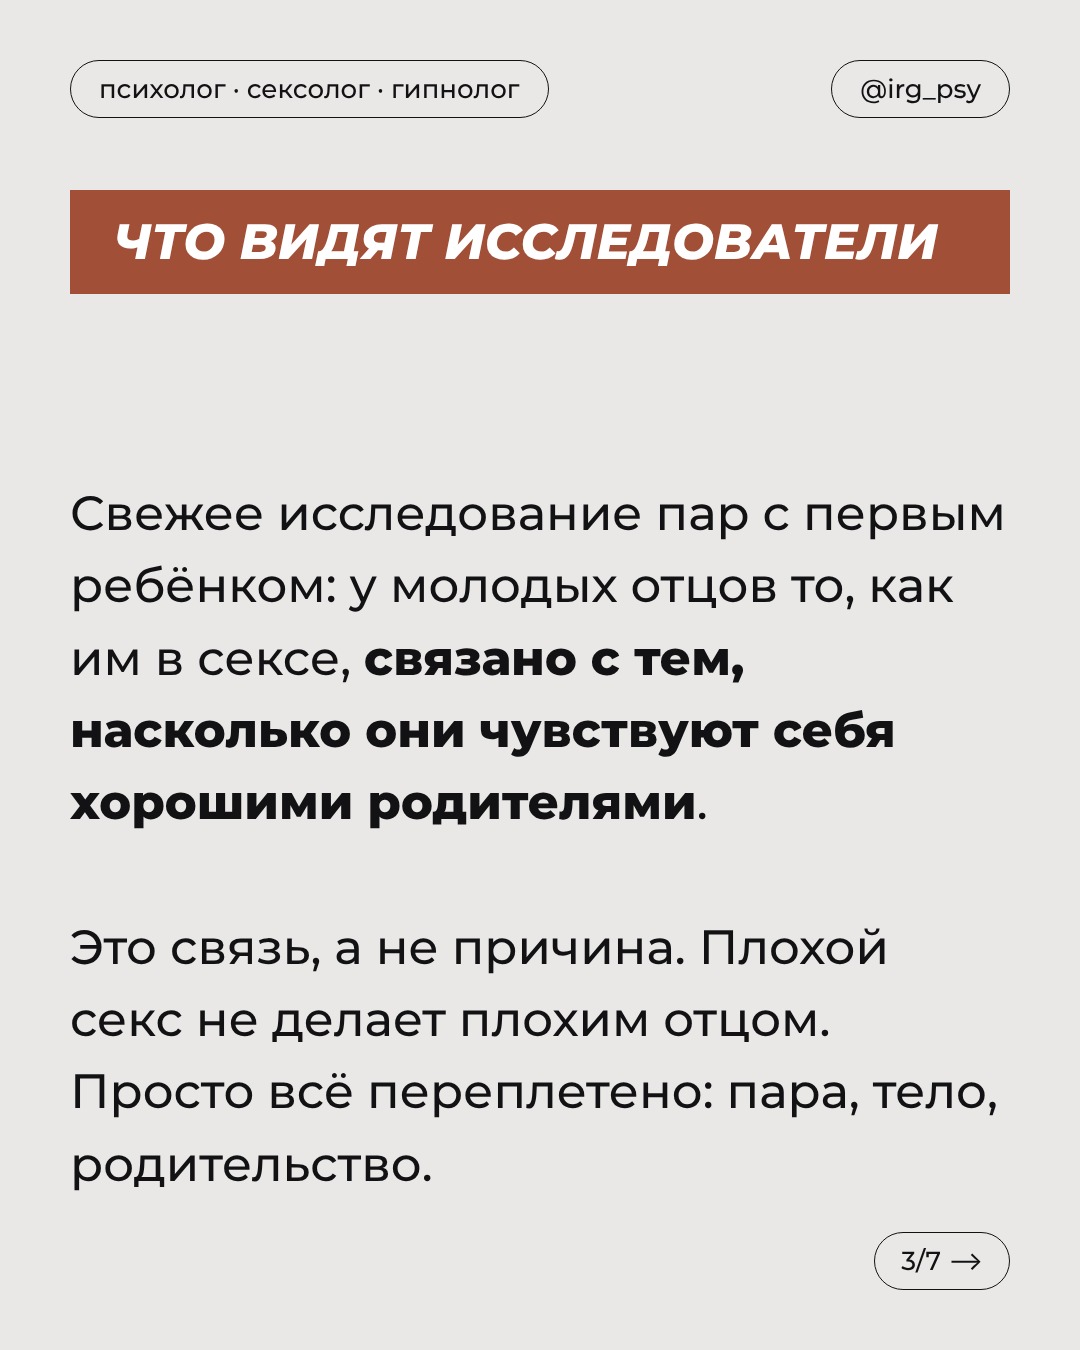 психолог · сексолог · гипнолог
@irg_psy
ЧТО ВИДЯТ ИССЛЕДОВАТЕЛИ
Свежее исследование пар с первым
ребёнком: у молодых отцов то, как
им в сексе, связано с тем,
насколько они чувствуют себя
хорошими родителями.
Это связь, а не причина. Плохой
секс не делает плохим отцом.
Просто всё переплетено: пара, тело,
родительство.
3/7 →